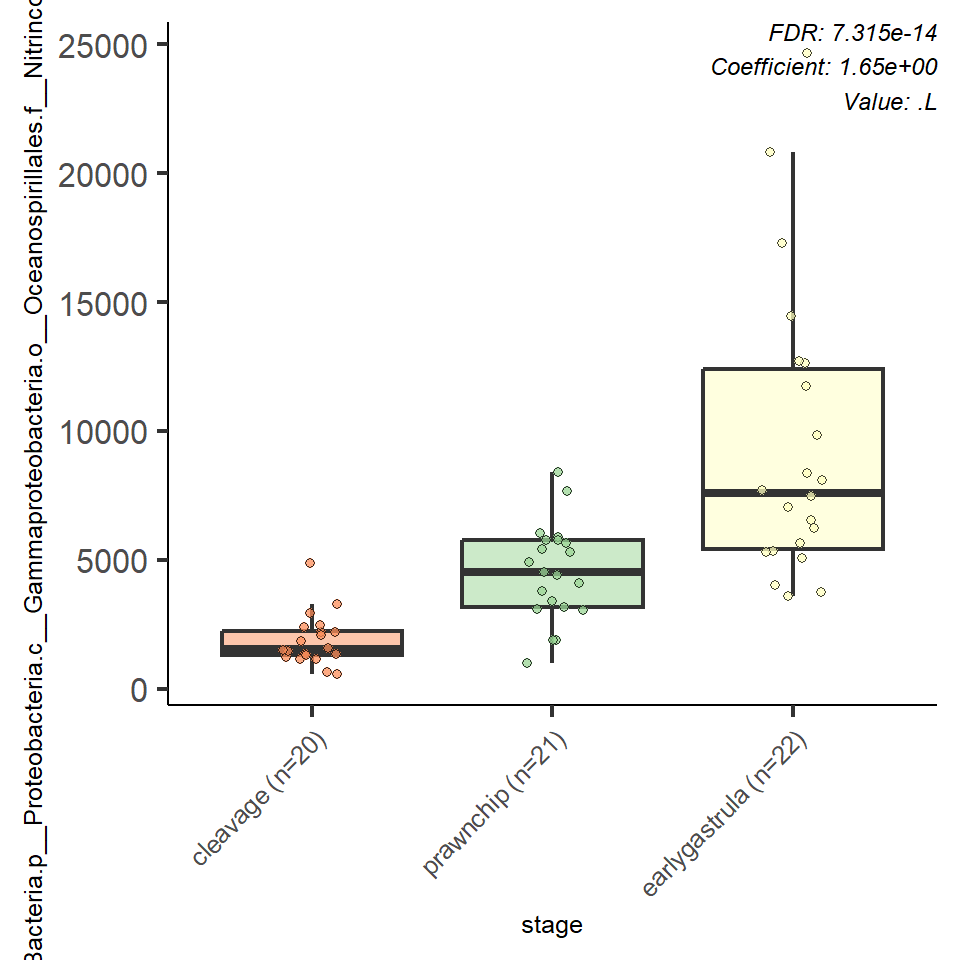 FDR: 7.315e-14
Coefficient: 1.65e+00
Value: .L
25000
20000
15000
10000
5000
0
Bacteria.p__Proteobacteria.c__Gammaproteobacteria.o__Oceanospirillales.f__Nitrinco
cleavage (n=20)
prawnchip (n=21)
earlygastrula (n=22)
stage